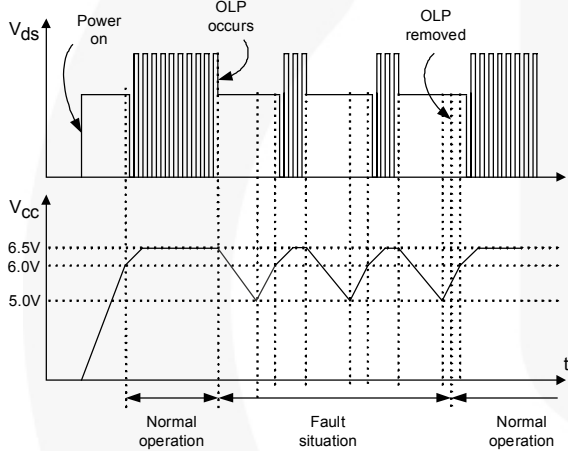 Vds
Power
on
OLP
occurs
OLP
removed
Vcc
6.5V
6.0V
5.0V
t
Normal
operation
Fault
situation
Normal
operation